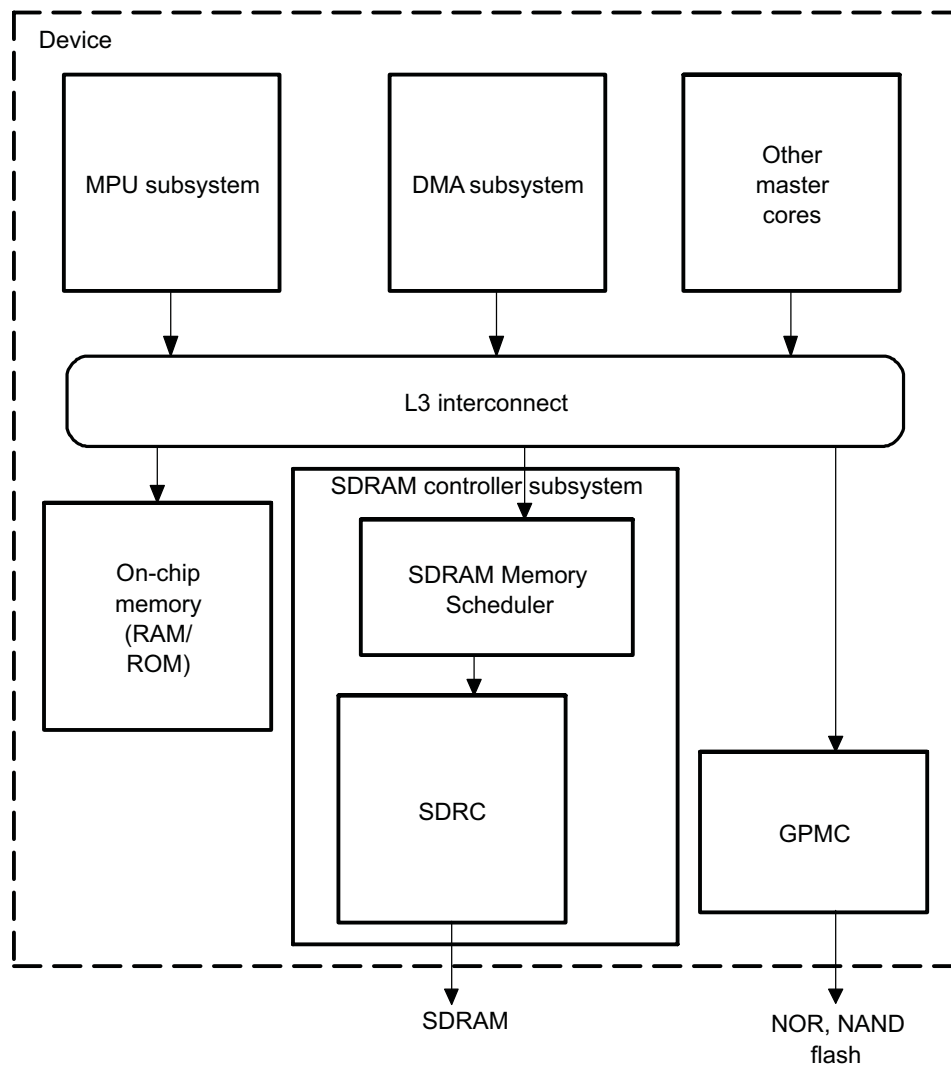 Device
MPU subsystem
DMA subsystem
Other
master
cores
L3 interconnect
On-chip
memory
(RAM/
ROM)
SDRAM controller subsystem
SDRAM Memory
Scheduler
SDRC
GPMC
SDRAM
NOR, NAND
flash